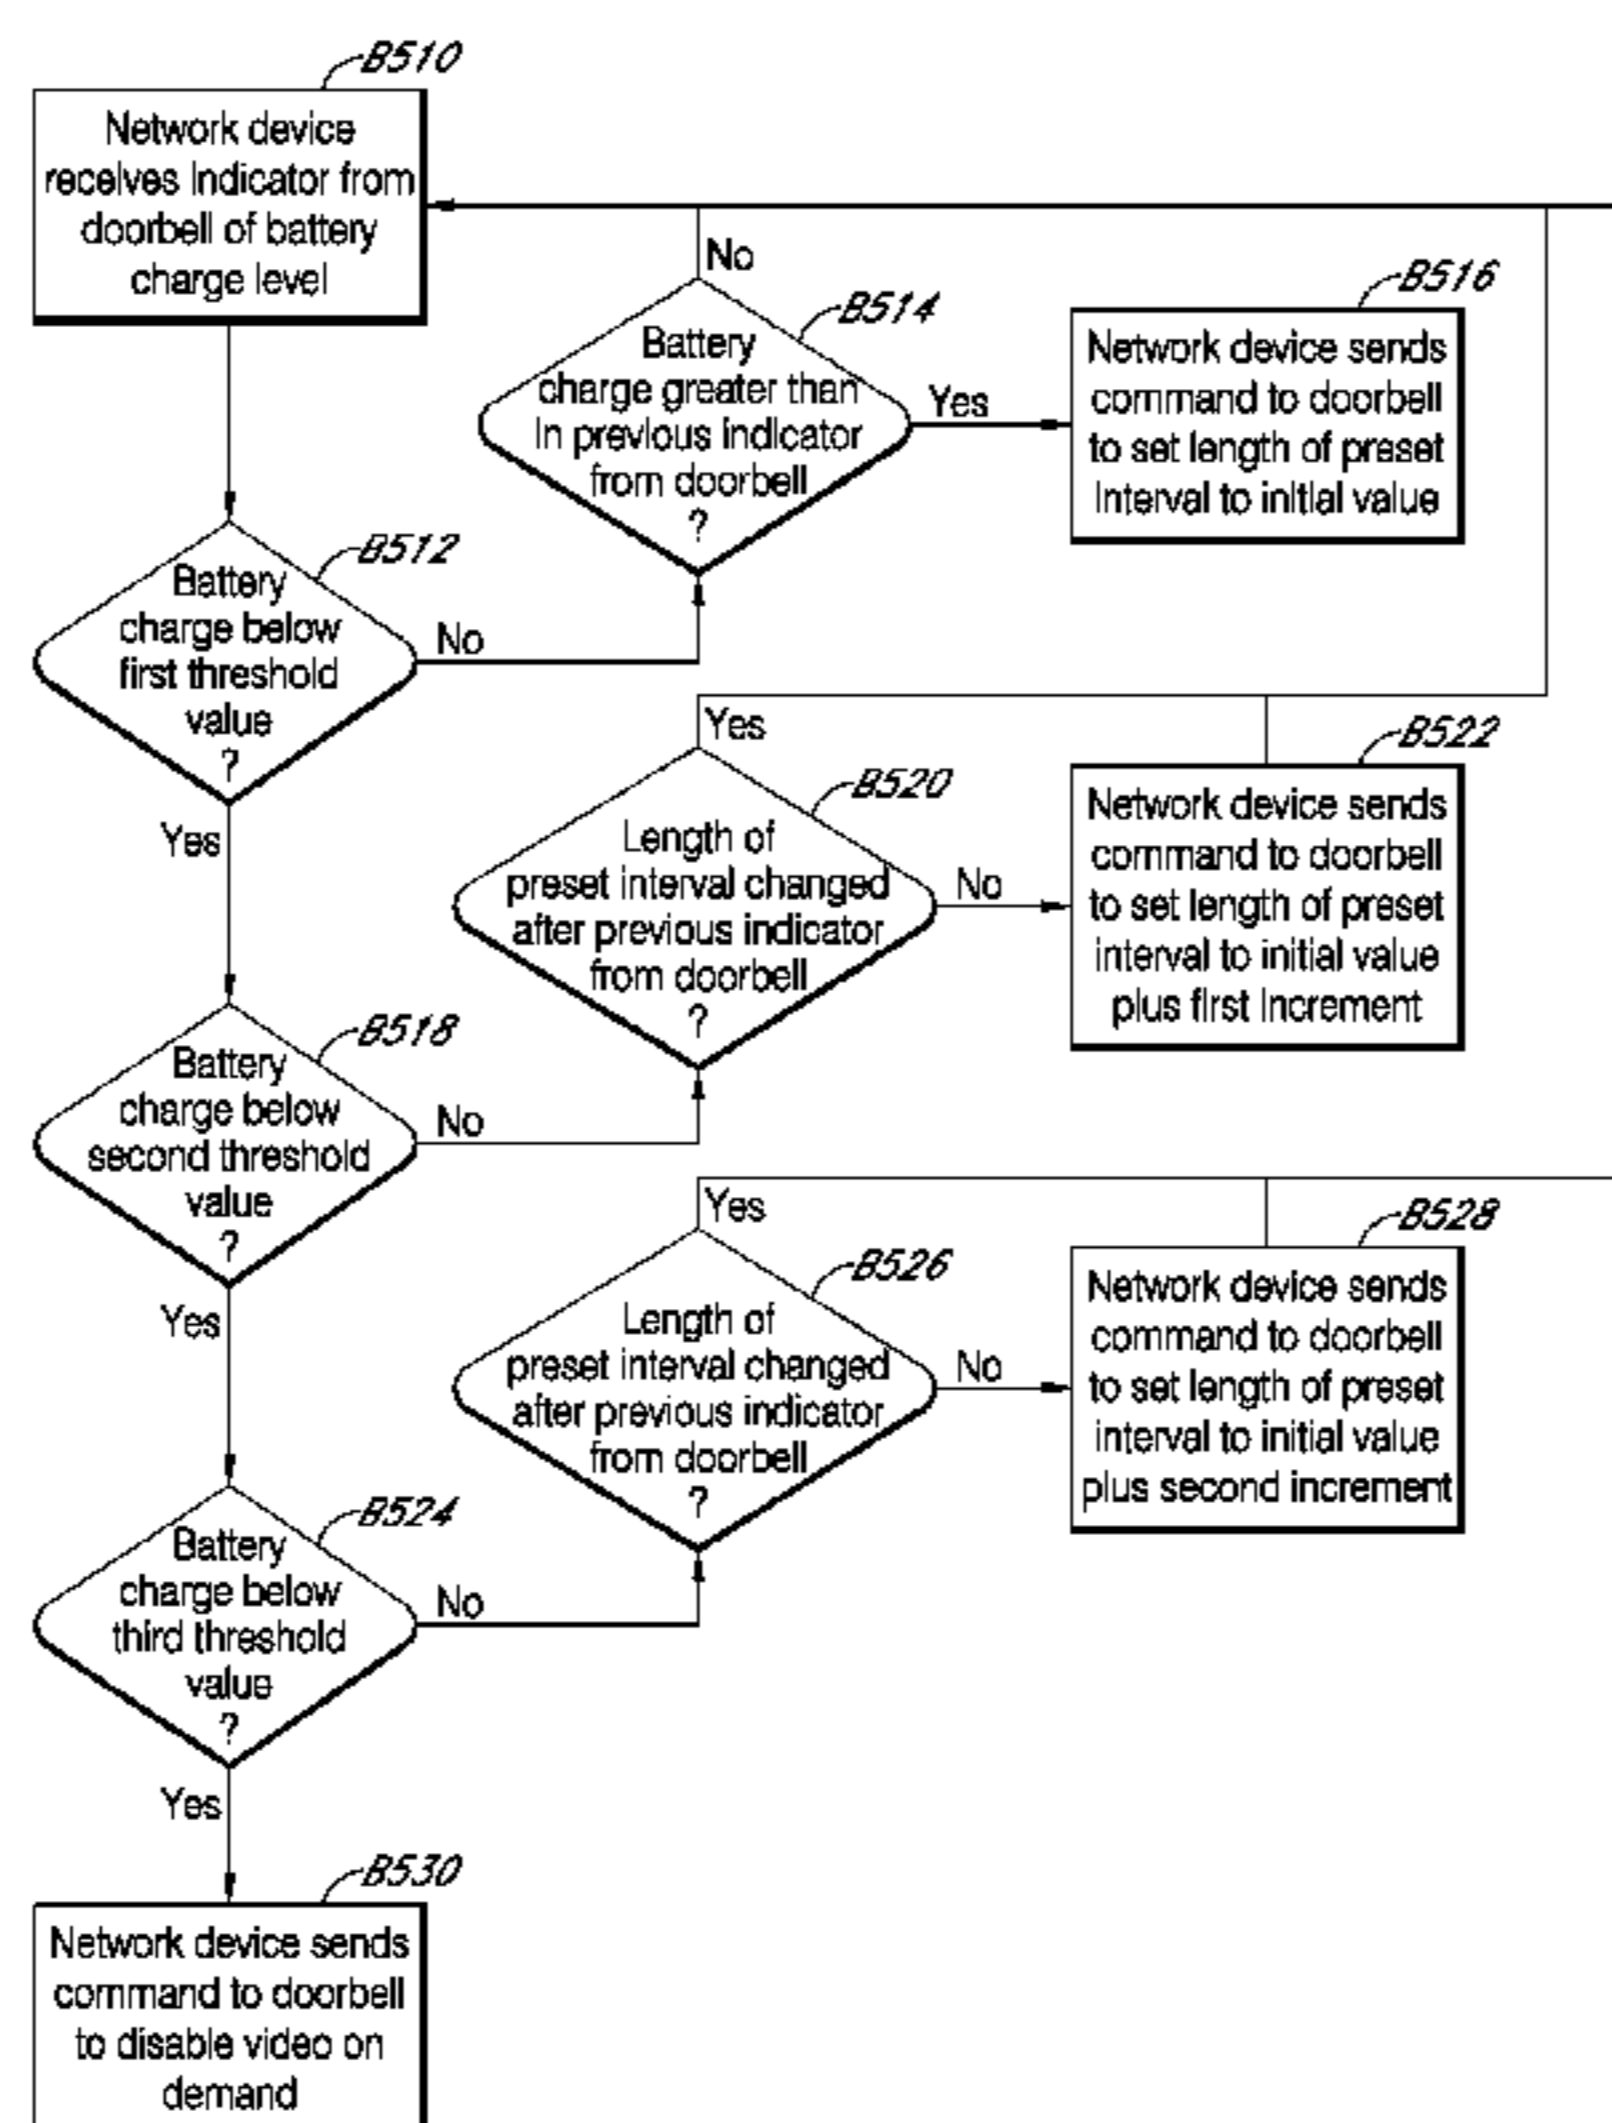 B510
Network device
receives indicator from
doorbell of battery
charge level
No
B514
Battery
charge greater than
in previous indicator
from doorbell
?
Yes
B516
Network device sends
command to doorbell
to set length of preset
interval to initial value
B512
Battery
charge below
first threshold
value
?
No
Yes
Yes
B520
Length of
preset interval changed
after previous indicator
from doorbell
?
No
B522
Network device sends
command to doorbell
to set length of preset
interval to initial value
plus first increment
B518
Battery
charge below
second threshold
value
?
No
Yes
Yes
B526
Length of
preset interval changed
after previous indicator
from doorbell
?
No
B528
Network device sends
command to doorbell
to set length of preset
interval to initial value
plus second increment
B524
Battery
charge below
third threshold
value
?
No
Yes
B530
Network device sends
command to doorbell
to disable video on
demand